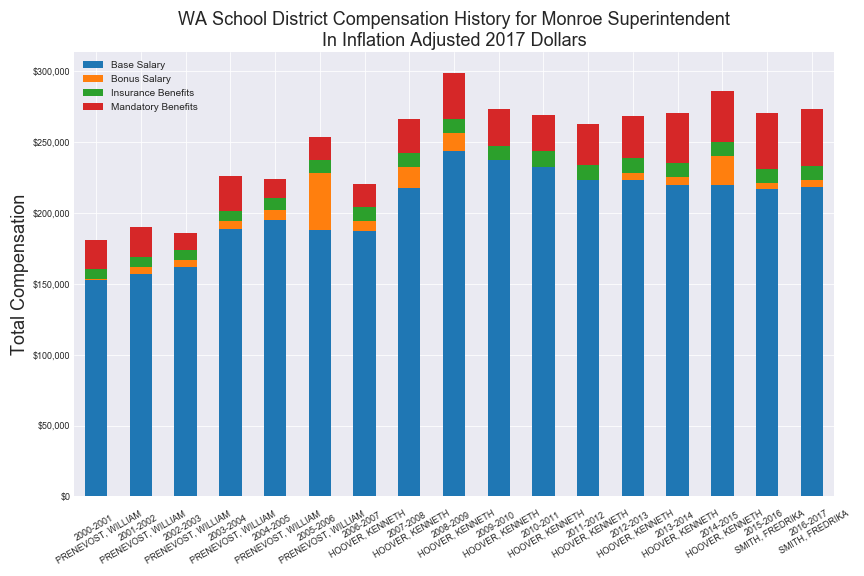 WA School District Compensation History for Monroe Superintendent
In Inflation Adjusted 2017 Dollars
Base Salary
Bonus Salary
Insurance Benefits
Mandatory Benefits
Total Compensation
$300,000
$250,000
$200,000
$150,000
$100,000
$50,000
$0
2000-2001
PRENEVOST, WILLIAM
2001-2002
PRENEVOST, WILLIAM
2002-2003
PRENEVOST, WILLIAM
2003-2004
PRENEVOST, WILLIAM
2004-2005
PRENEVOST, WILLIAM
2005-2006
PRENEVOST, WILLIAM
2006-2007
HOOVER, KENNETH
2007-2008
HOOVER, KENNETH
2008-2009
HOOVER, KENNETH
2009-2010
HOOVER, KENNETH
2010-2011
HOOVER, KENNETH
2011-2012
HOOVER, KENNETH
2012-2013
HOOVER, KENNETH
2013-2014
HOOVER, KENNETH
2014-2015
HOOVER, KENNETH
2015-2016
SMITH, FREDRIKA
2016-2017
SMITH, FREDRIKA